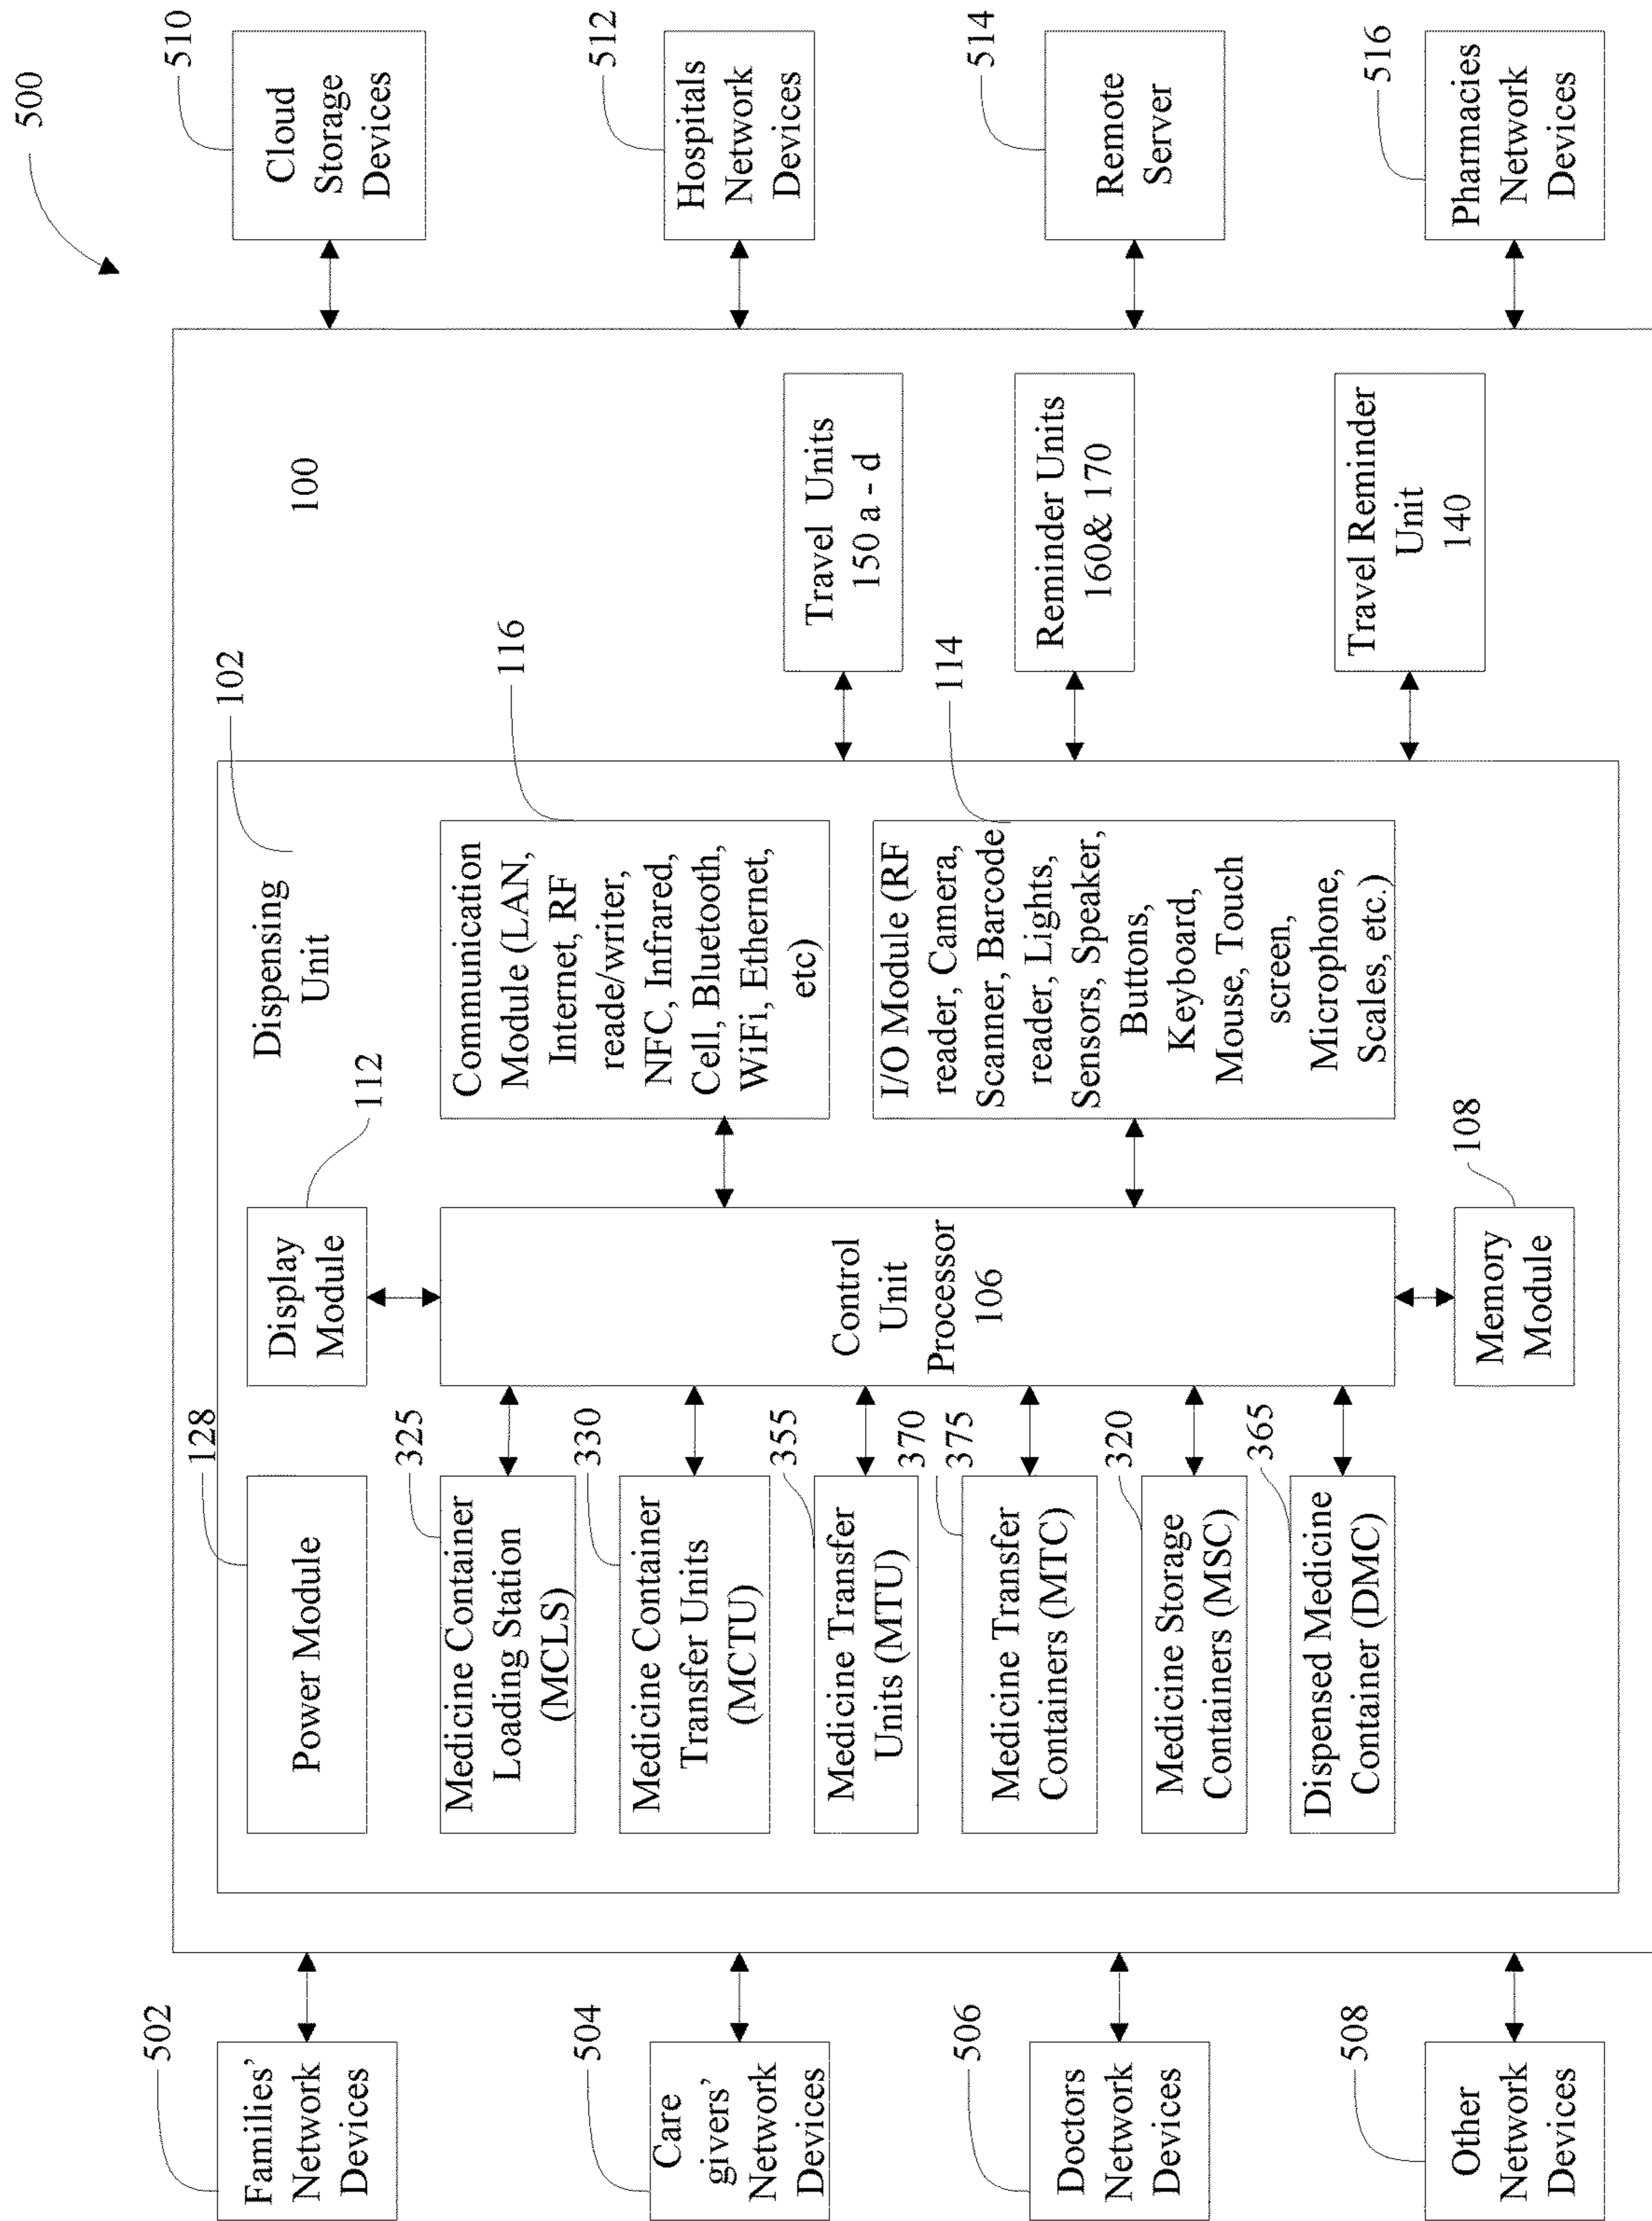 500
502
Families’
Network
Devices
504
Care
givers’
Network
Devices
506
Doctors
Network
Devices
508
Other
Network
Devices
100
102
Dispensing
Unit
128
Power Module
325
Medicine Container
Loading Station
(MCLS)
330
Medicine Container
Transfer Units
(MCTU)
355
Medicine Transfer
Units (MTU)
370
375
Medicine Transfer
Containers (MTC)
320
Medicine Storage
Containers (MSC)
365
Dispensed Medicine
Container (DMC)
112
Display
Module
Control
Unit
Processor
106
108
Memory
Module
116
Communication
Module (LAN,
Internet, RF
reade/writer,
NFC, Infrared,
Cell, Bluetooth,
WiFi, Ethernet,
etc)
114
I/O Module (RF
reader, Camera,
Scanner, Barcode
reader, Lights,
Sensors, Speaker,
Buttons,
Keyboard,
Mouse, Touch
screen,
Microphone,
Scales, etc.)
Travel Units
150 a - d
Reminder Units
160& 170
Travel Reminder
Unit
140
510
Cloud
Storage
Devices
512
Hospitals
Network
Devices
514
Remote
Server
516
Pharmacies
Network
Devices